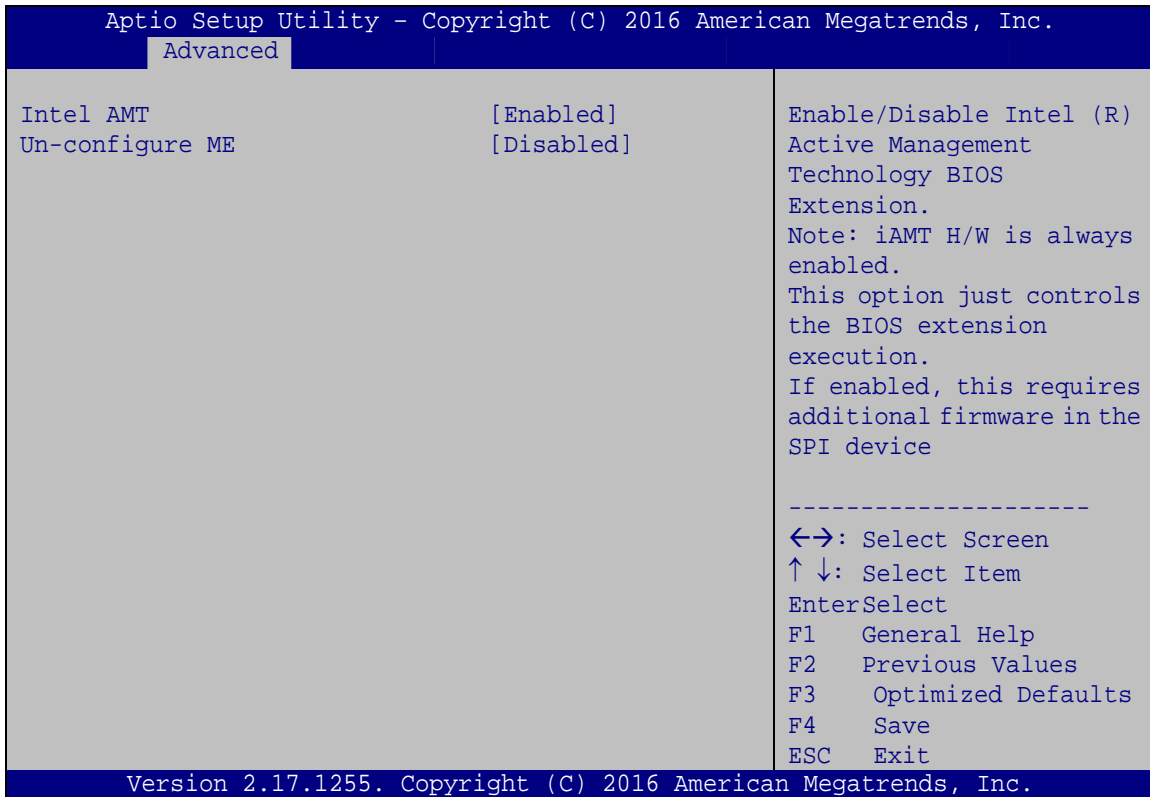 Aptio Setup Utility – Copyright (C) 2016 American Megatrends, Inc.
Advanced
Intel AMT [Enabled]
Un-configure ME [Disabled]
Enable/Disable Intel (R)
Active Management
Technology BIOS
Extension.
Note: iAMT H/W is always
enabled.
This option just controls
the BIOS extension
execution.
If enabled, this requires
additional firmware in the
SPI device
---------------------
←→: Select Screen
↑ ↓: Select Item
EnterSelect
F1 General Help
F2 Previous Values
F3 Optimized Defaults
F4 Save
ESC Exit
Version 2.17.1255. Copyright (C) 2016 American Megatrends, Inc.